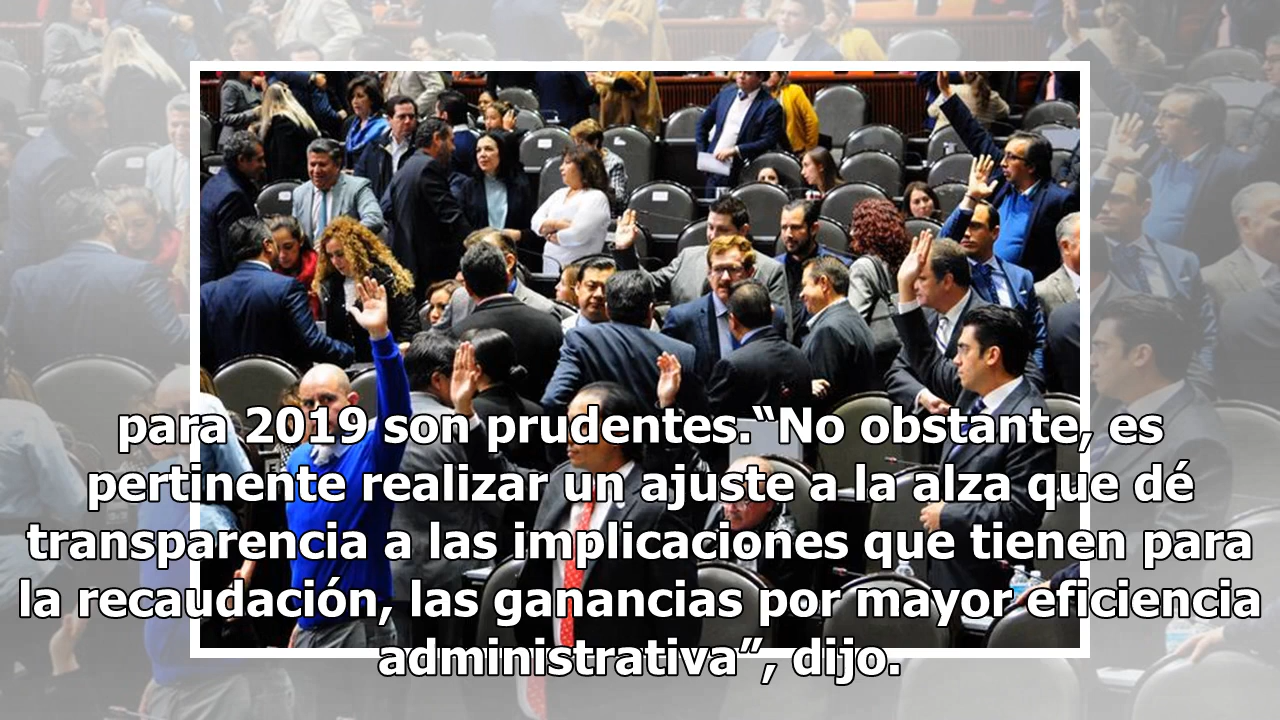 para 2019 son prudentes.“No obstante, es
pertinente realizar un ajuste a la alza que dé
transparencia a las implicaciones que tienen para
la recaudación, las ganancias por mayor eficiencia
administrativa”, dijo.